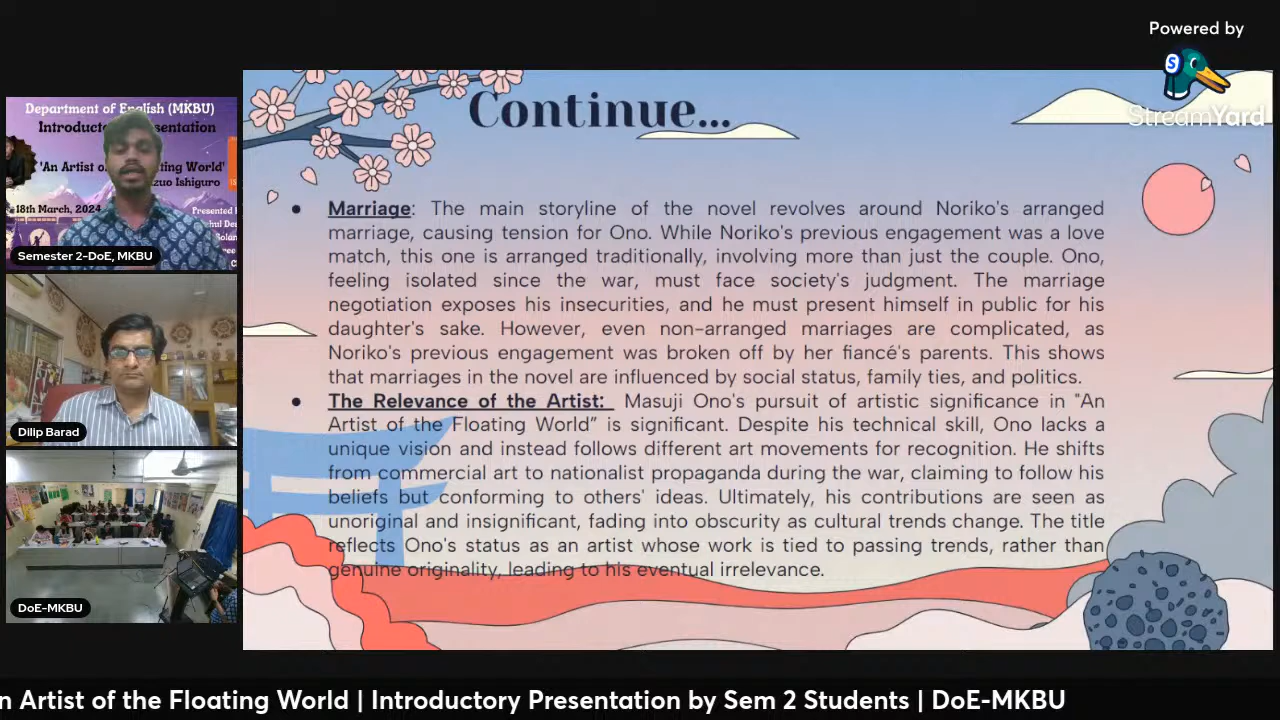 Powered by
StreamYard
Continue...
Department of English (MKBU)
Introducto esentation
'An Artist o ting World'
zuo Ishiguro
18th March, 2024
Presented
Semester 2-DoE, MKBU
Dilip Barad
DoE-MKBU
● Marriage: The main storyline of the novel evolves around Noriko's arranged
marriage, causing tension for Ono. While Noriko's previous engagement was a love
match, this one is arranged traditionally, involving more than just the couple. Ono,
feeling isolated since the war, must face society's judgment. The marriage
negotiation exposes his insecurities, and he must present himself in public for his
daughter's sake. However, even non-arranged marriages are complicated, as
Noriko's previous engagement was broken off by her fiancé's parents. This shows
that marriages in the novel are influenced by social status, family ties, and politics.
● The Relevance of the Artist: Masuji Ono's pursuit of artistic significance in "An
Artist of the Floating World” is significant. Despite his technical skill, Ono lacks a
unique vision and instead follows different art movements for recognition. He shifts
from commercial art to nationalist propaganda during the war, claiming to follow his
beliefs but conforming to others' ideas. Ultimately, his contributions are seen as
unoriginal and insignificant, fading into obscurity as cultural trends change. The title
reflects Ono's status as an artist whose work is tied to passing trends, rather than
genuine originality, leading to his eventual irrelevance.
n Artist of the Floating World | Introductory Presentation by Sem 2 Students | DoE-MKBU